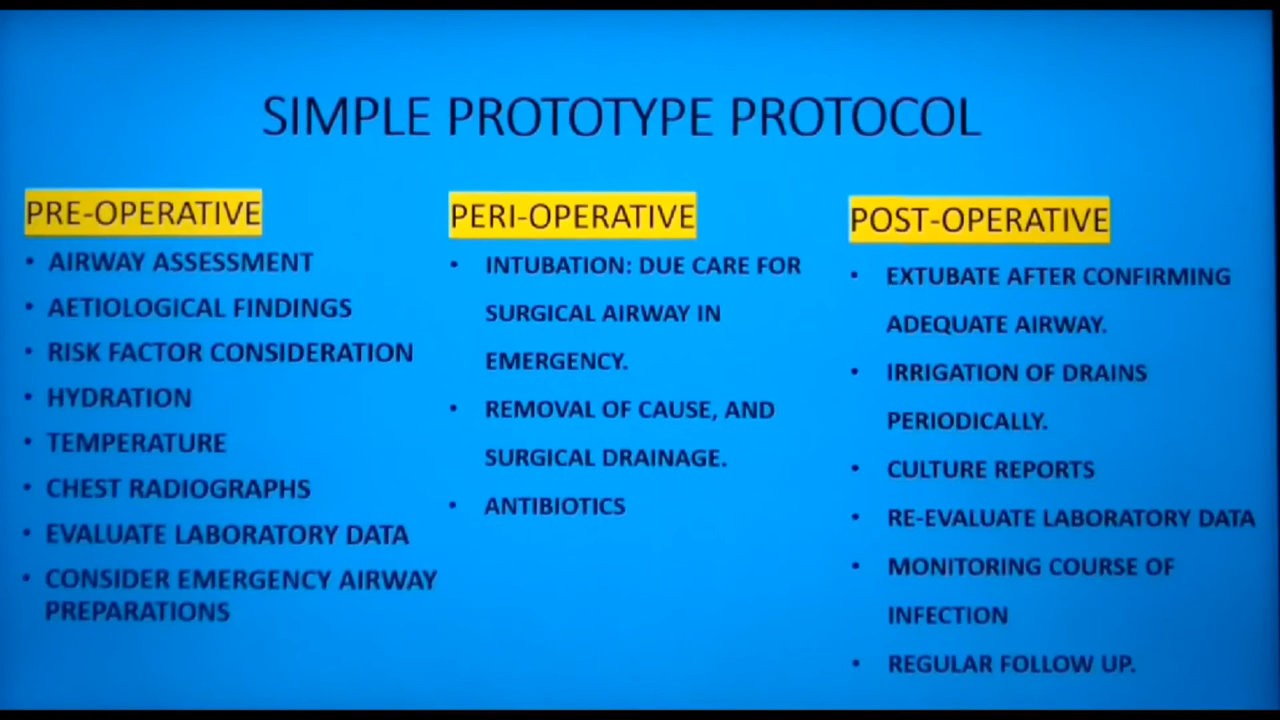 SIMPLE PROTOTYPE PROTOCOL
PRE-OPERATIVE
• AIRWAY ASSESSMENT
• AETIOLOGICAL FINDINGS
• RISK FACTOR CONSIDERATION
• HYDRATION
• TEMPERATURE
• CHEST RADIOGRAPHS
• EVALUATE LABORATORY DATA
• CONSIDER EMERGENCY AIRWAY
PREPARATIONS
PERI-OPERATIVE
• INTUBATION: DUE CARE FOR
SURGICAL AIRWAY IN
EMERGENCY.
• REMOVAL OF CAUSE, AND
SURGICAL DRAINAGE.
• ANTIBIOTICS
POST-OPERATIVE
• EXTUBATE AFTER CONFIRMING
ADEQUATE AIRWAY.
• IRRIGATION OF DRAINS
PERIODICALLY.
• CULTURE REPORTS
• RE-EVALUATE LABORATORY DATA
• MONITORING COURSE OF
INFECTION
• REGULAR FOLLOW UP.